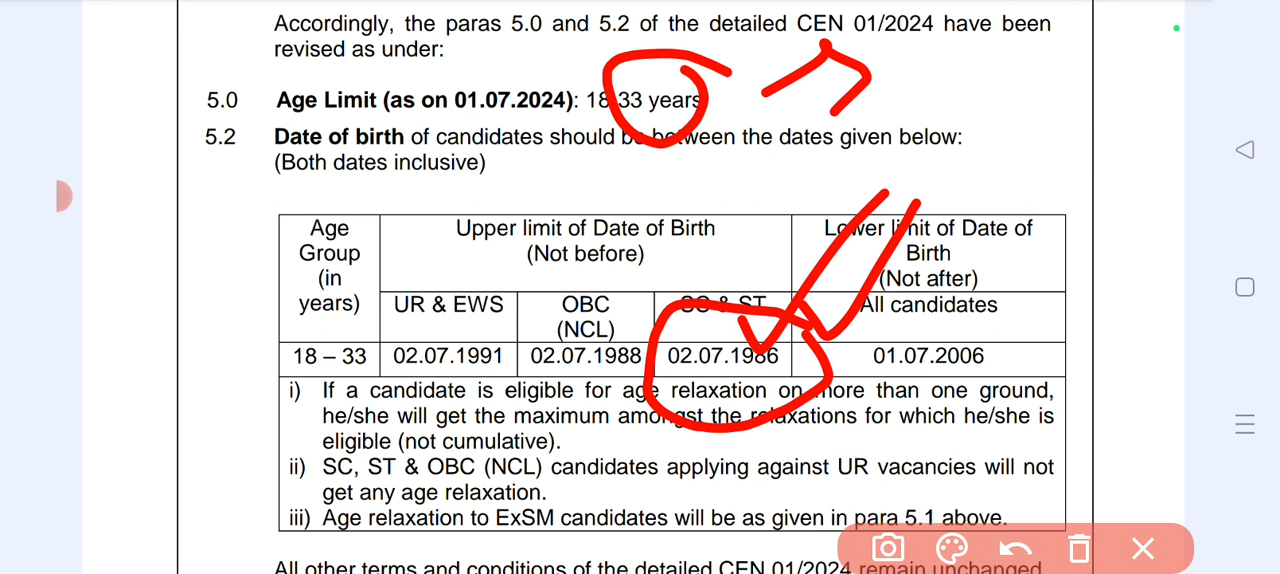 Accordingly, the paras 5.0 and 5.2 of the detailed CEN 01/2024 have been
revised as under:
5.0 Age Limit (as on 01.07.2024): 18-33 years
5.2 Date of birth of candidates should be between the dates given below:
(Both dates inclusive)
Age Group (in years) Upper limit of Date of Birth (Not before) Lower limit of Date of Birth (Not after)
UR & EWS OBC (NCL) SC & ST All candidates
18 – 33 02.07.1991 02.07.1988 02.07.1986 01.07.2006
i) If a candidate is eligible for age relaxation on more than one ground,
he/she will get the maximum amongst the relaxations for which he/she is
eligible (not cumulative).
ii) SC, ST & OBC (NCL) candidates applying against UR vacancies will not
get any age relaxation.
iii) Age relaxation to ExSM candidates will be as given in para 5.1 above.
All other terms and conditions of the detailed CEN 01/2024 remain unchanged